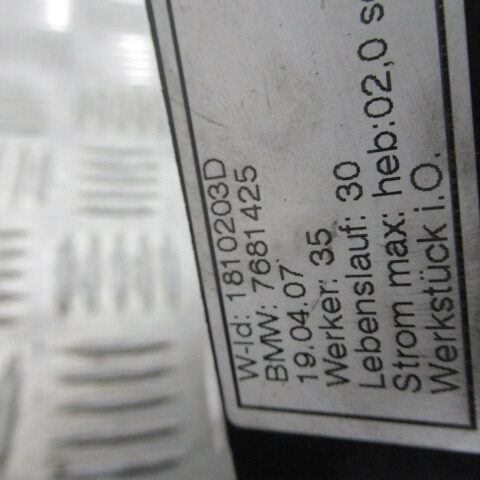 W-Id: 1810203D
BMW: 7681425
19.04.07
Werker: 35
Lebenslauf: 30
Strom max: heb:02,0
Werkstück i.O.